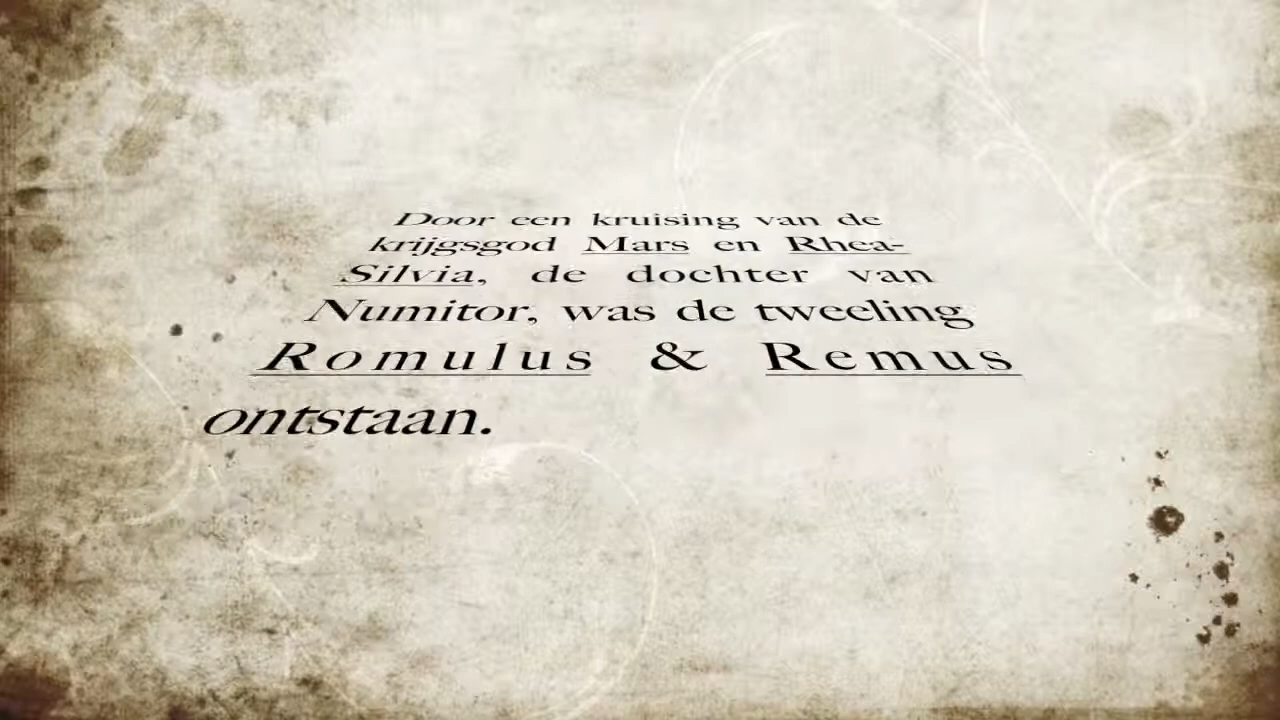 Door een kruising van de
krijgsgod Mars en Rhea-
Silvia, de dochter van
Numitor, was de tweeling
Romulus & Remus
ontstaan.